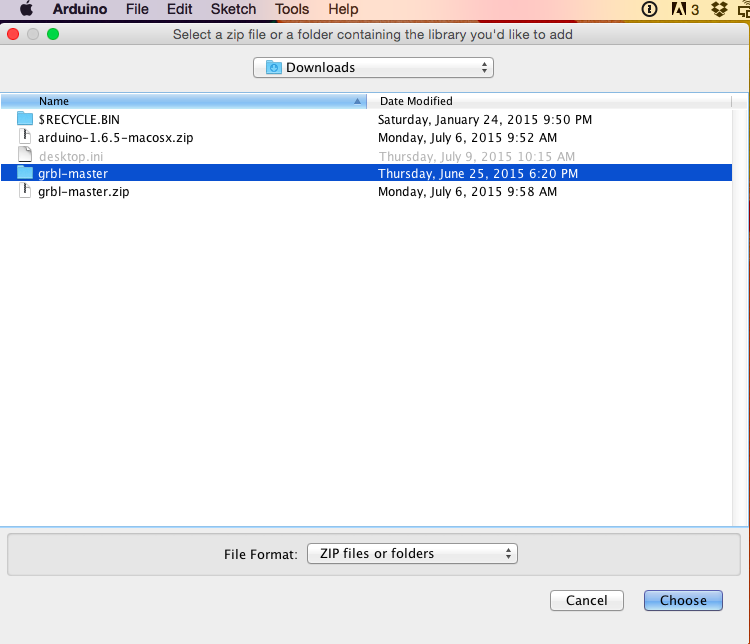 Arduino File Edit Sketch Tools Help 3
Select a zip file or a folder containing the library you'd like to add
Downloads
Name Date Modified
$RECYCLE.BIN Saturday, January 24, 2015 9:50 PM
arduino-1.6.5-macosx.zip Monday, July 6, 2015 9:52 AM
desktop.ini Thursday, July 9, 2015 10:15 AM
grbl-master Thursday, June 25, 2015 6:20 PM
grbl-master.zip Monday, July 6, 2015 9:58 AM
File Format: ZIP files or folders
Cancel Choose